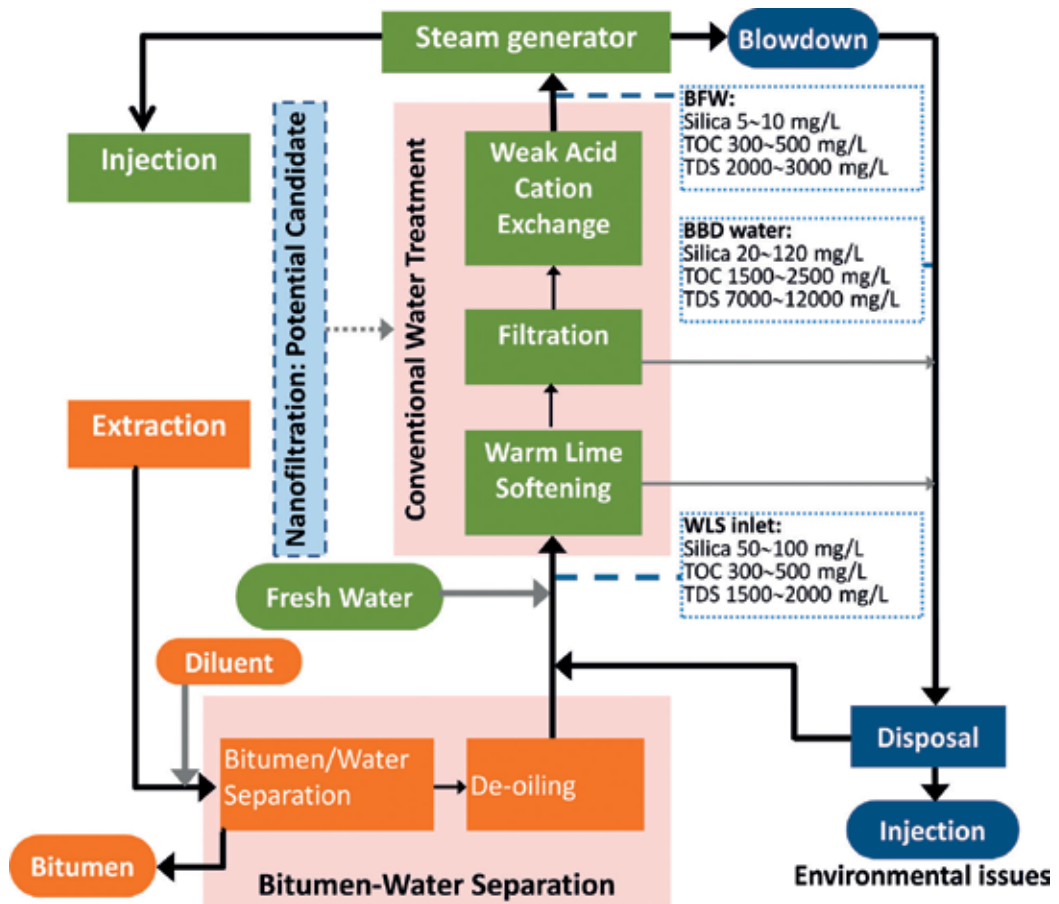 Steam generator
Blowdown
Injection
Nanofiltration: Potential Candidate
Conventional Water Treatment
Weak Acid
Cation
Exchange
BFW:
Silica 5~10 mg/L
TOC 300~500 mg/L
TDS 2000~3000 mg/L
BBD water:
Silica 20~120 mg/L
TOC 1500~2500 mg/L
TDS 7000~12000 mg/L
Filtration
Extraction
Warm Lime
Softening
WLS inlet:
Silica 50~100 mg/L
TOC 300~500 mg/L
TDS 1500~2000 mg/L
Fresh Water
Diluent
Bitumen/Water
Separation
De-oiling
Disposal
Bitumen
Injection
Bitumen-Water Separation
Environmental issues